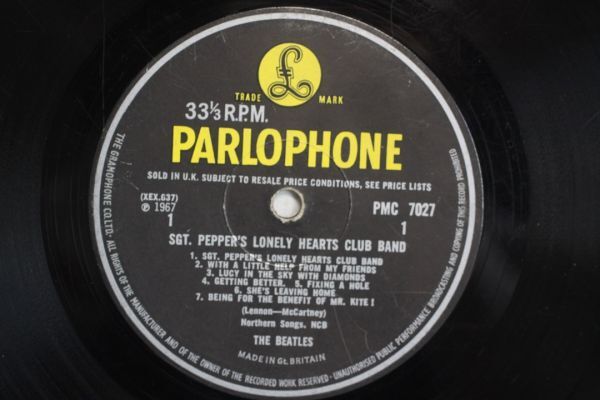 £
TRADE MARK
33⅓ R.P.M.
PARLOPHONE
SOLD IN U.K. SUBJECT TO RESALE PRICE CONDITIONS, SEE PRICE LISTS
(XEX.637)
℗ 1967
1
PMC 7027
1
SGT. PEPPER'S LONELY HEARTS CLUB BAND
1. SGT. PEPPER'S LONELY HEARTS CLUB BAND
2. WITH A LITTLE HELP FROM MY FRIENDS
3. LUCY IN THE SKY WITH DIAMONDS
4. GETTING BETTER. 5. FIXING A HOLE
6. SHE'S LEAVING HOME
7. BEING FOR THE BENEFIT OF MR. KITE !
(Lennon—McCartney)
Northern Songs, NCB
THE BEATLES
MADE IN Gt. BRITAIN
THE GRAMOPHONE CO. LTD. · ALL RIGHTS OF THE MANUFACTURER AND OF THE OWNER OF THE RECORDED WORK RESERVED · UNAUTHORISED PUBLIC PERFORMANCE BROADCASTING AND COPYING OF THIS RECORD PROHIBITED